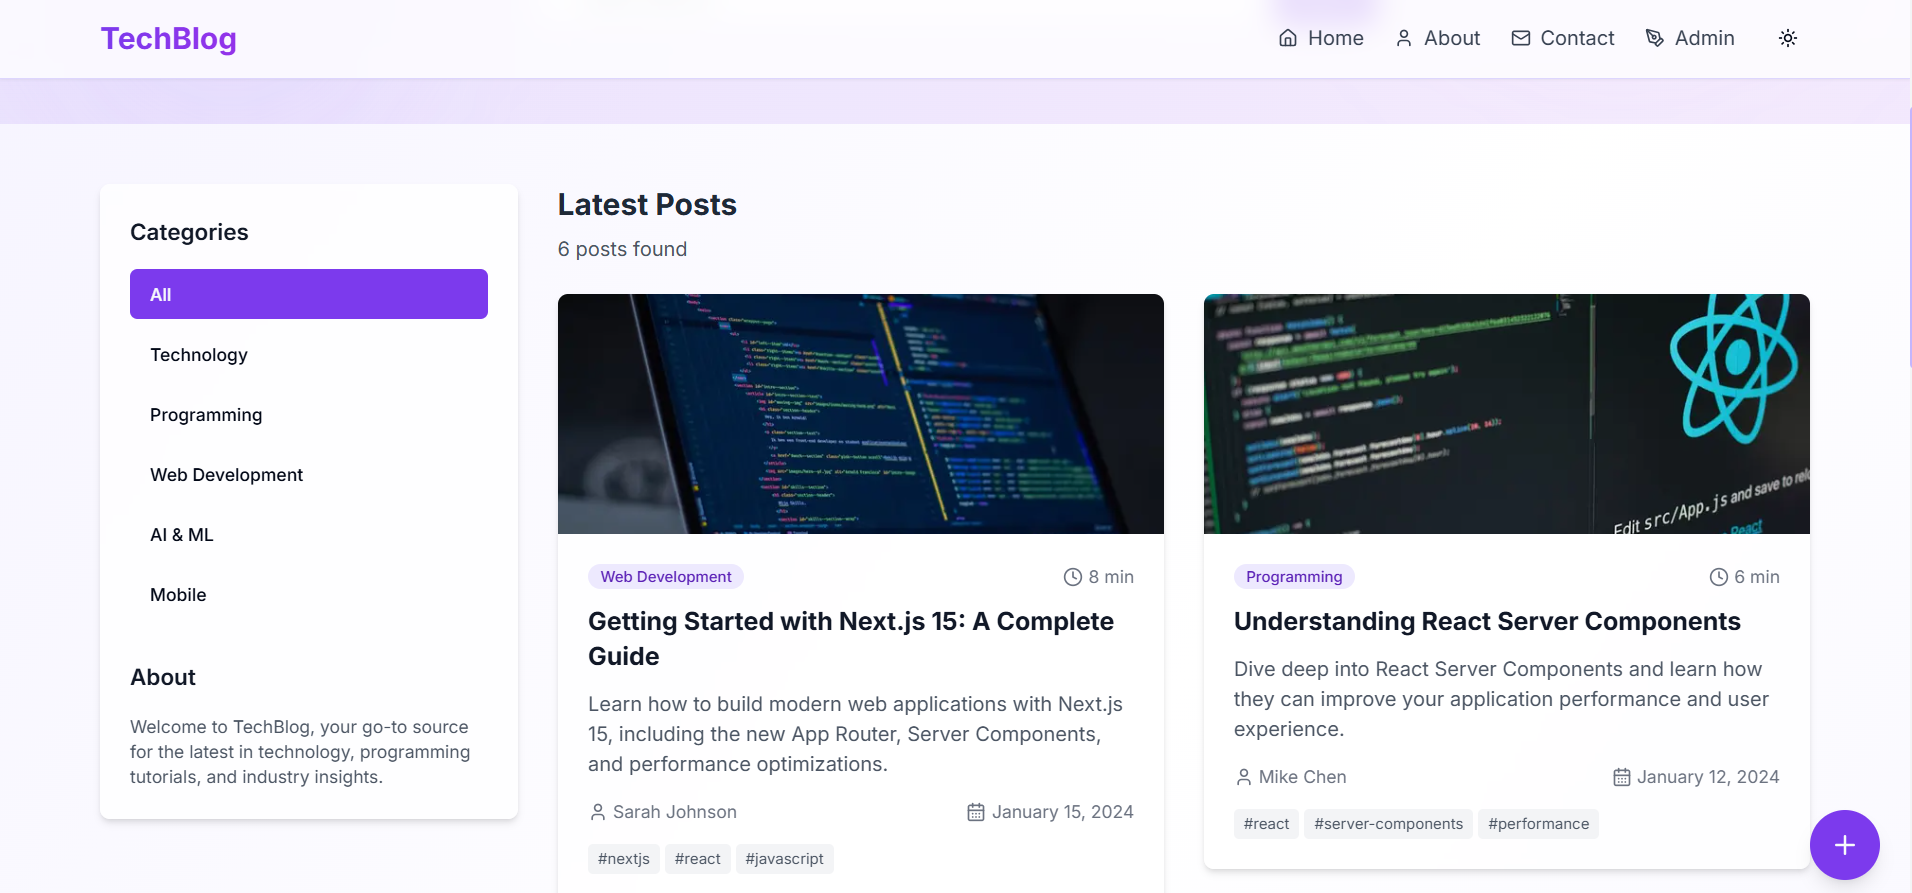 TechBlog
Home
About
Contact
Admin
Categories
All
Technology
Programming
Web Development
AI & ML
Mobile
About
Welcome to TechBlog, your go-to source
for the latest in technology, programming
tutorials, and industry insights.
Latest Posts
6 posts found
Web Development
8 min
Getting Started with Next.js 15: A Complete
Guide
Learn how to build modern web applications with Next.js
15, including the new App Router, Server Components,
and performance optimizations.
Sarah Johnson
January 15, 2024
#nextjs
#react
#javascript
Edit src/App.js and save to relo
React
Programming
6 min
Understanding React Server Components
Dive deep into React Server Components and learn how
they can improve your application performance and user
experience.
Mike Chen
January 12, 2024
#react
#server-components
#performance